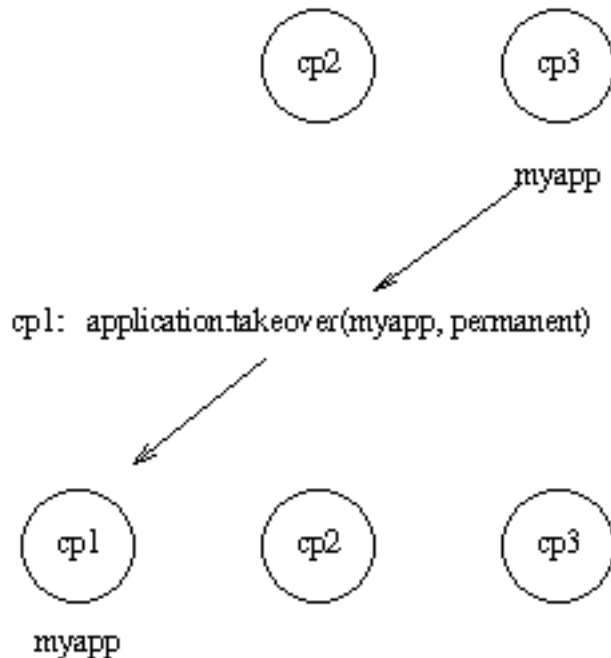 cp2 cp3
myapp
cp1: application:takeover(myapp, permanent)
cp1 cp2 cp3
myapp